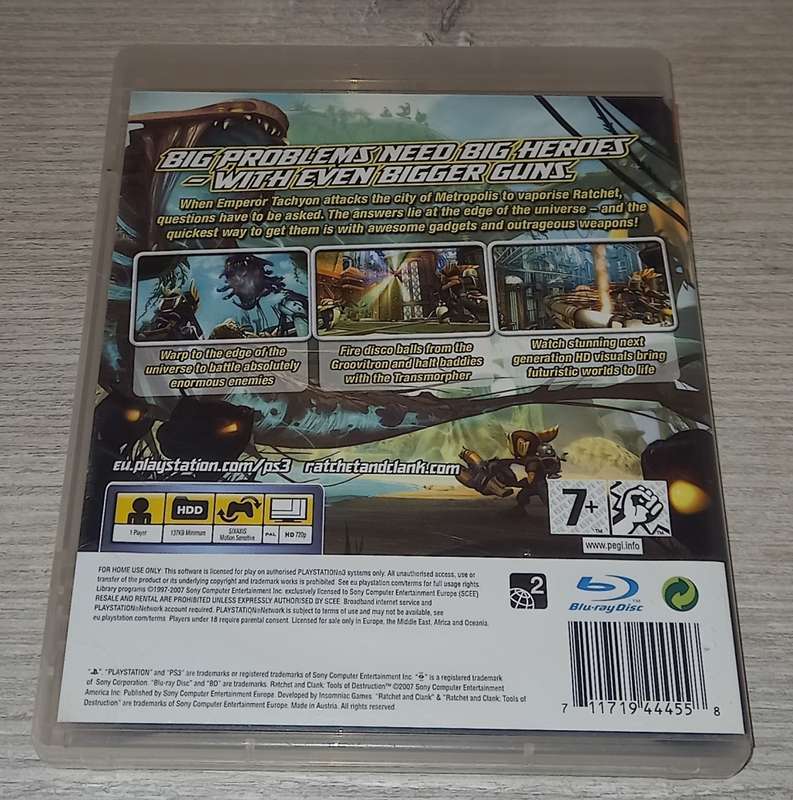 BIG PROBLEMS NEED BIG HEROES
– WITH EVEN BIGGER GUNS.
When Emperor Tachyon attacks the city of Metropolis to vaporise Ratchet,
questions have to be asked. The answers lie at the edge of the universe – and the
quickest way to get them is with awesome gadgets and outrageous weapons!
Warp to the edge of the
universe to battle absolutely
enormous enemies
Fire disco balls from the
Groovitron and halt baddies
with the Transmorpher
Watch stunning next
generation HD visuals bring
futuristic worlds to life
eu.playstation.com/ps3 ratchetandclank.com
HDD
1 Player
137KB Minimum
SIXAXIS
Motion Sensitive
PAL
HD 720p
7+
TM
www.pegi.info
FOR HOME USE ONLY: This software is licensed for play on authorised PLAYSTATION®3 systems only. All unauthorised access, use or
transfer of the product or its underlying copyright and trademark works is prohibited. See eu.playstation.com/terms for full usage rights.
Library programs ©1997-2007 Sony Computer Entertainment Inc. exclusively licensed to Sony Computer Entertainment Europe (SCEE)
RESALE AND RENTAL ARE PROHIBITED UNLESS EXPRESSLY AUTHORISED BY SCEE. Broadband internet service and
PLAYSTATION®Network account required. PLAYSTATION®Network is subject to terms of use and may not be available, see
eu.playstation.com/terms Players under 18 require parental consent. Licensed for sale only in Europe, the Middle East, Africa and Oceania.
2
Blu-ray Disc
TM
"PLAYSTATION" and "PS3" are trademarks or registered trademarks of Sony Computer Entertainment Inc. " " is a registered trademark
of Sony Corporation. "Blu-ray Disc" and "BD" are trademarks. Ratchet and Clank: Tools of Destruction™ ©2007 Sony Computer Entertainment
America Inc. Published by Sony Computer Entertainment Europe. Developed by Insomniac Games. "Ratchet and Clank" & "Ratchet and Clank: Tools of
Destruction" are trademarks of Sony Computer Entertainment Europe. Made in Austria. All rights reserved.
7 11719 44455 8